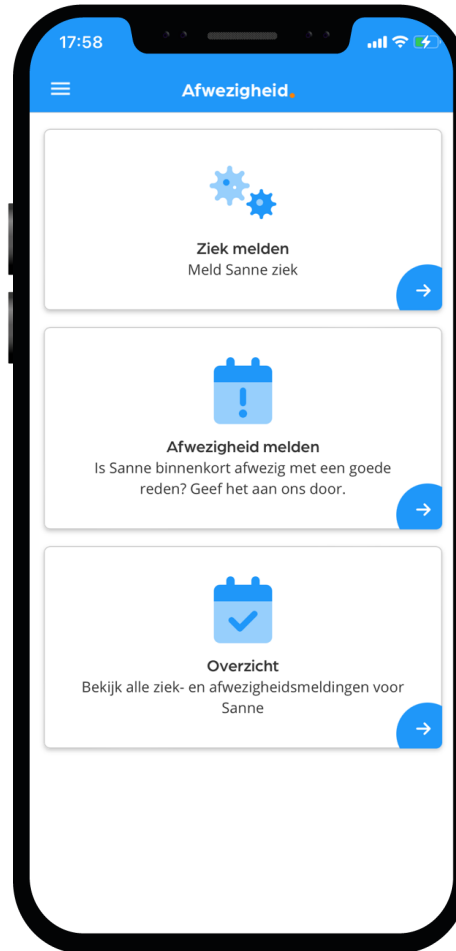 17:58
Afwezigheid.
Ziek melden
Meld Sanne ziek
Afwezigheid melden
Is Sanne binnenkort afwezig met een goede
reden? Geef het aan ons door.
Overzicht
Bekijk alle ziek- en afwezigheidsmeldingen voor
Sanne